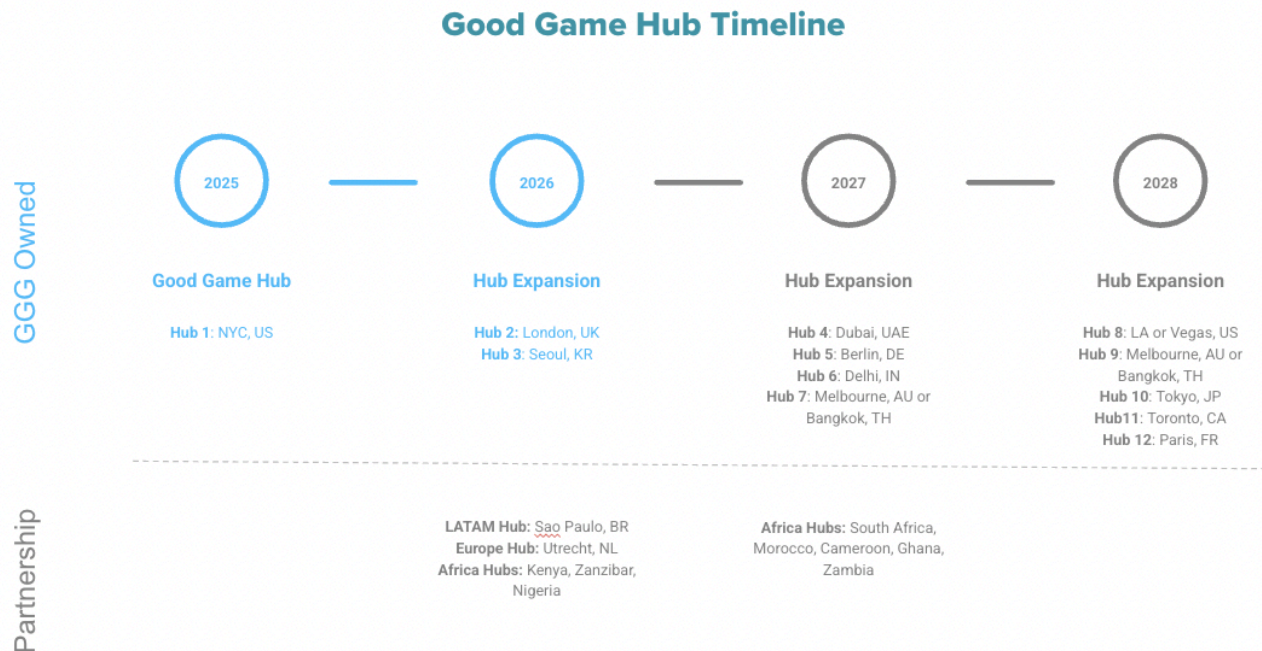 Good Game Hub Timeline
GGG Owned
2025
2026
2027
2028
Good Game Hub
Hub 1: NYC, US
Hub Expansion
Hub 2: London, UK
Hub 3: Seoul, KR
Hub Expansion
Hub 4: Dubai, UAE
Hub 5: Berlin, DE
Hub 6: Delhi, IN
Hub 7: Melbourne, AU or
Bangkok, TH
Hub Expansion
Hub 8: LA or Vegas, US
Hub 9: Melbourne, AU or
Bangkok, TH
Hub 10: Tokyo, JP
Hub11: Toronto, CA
Hub 12: Paris, FR
Partnership
LATAM Hub: Sao Paulo, BR
Europe Hub: Utrecht, NL
Africa Hubs: Kenya, Zanzibar,
Nigeria
Africa Hubs: South Africa,
Morocco, Cameroon, Ghana,
Zambia